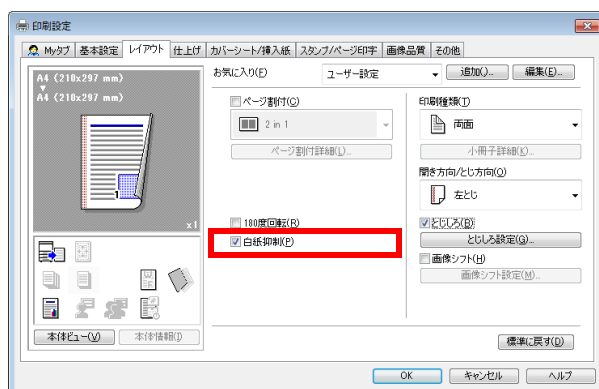 印刷設定
Myタブ 基本設定 レイアウト 仕上げ カバーシート/挿入紙 スタンプ/ページ印字 画像品質 その他
A4 (210x297 mm)
A4 (210x297 mm)
1
x1
本体ビュー(V) 本体情報(I)
お気に入り(F) ユーザー設定 追加(.)... 編集(E)...
ページ割付(C)
2 in 1
ページ割付詳細(L)...
180度回転(R)
白紙抑制(P)
印刷種類(T)
両面
小冊子詳細(K)...
開き方向/とじ方向(Q)
左とじ
とじしろ(B)
とじしろ設定(G)...
画像シフト(H)
画像シフト設定(M)...
標準に戻す(D)
OK キャンセル ヘルプ